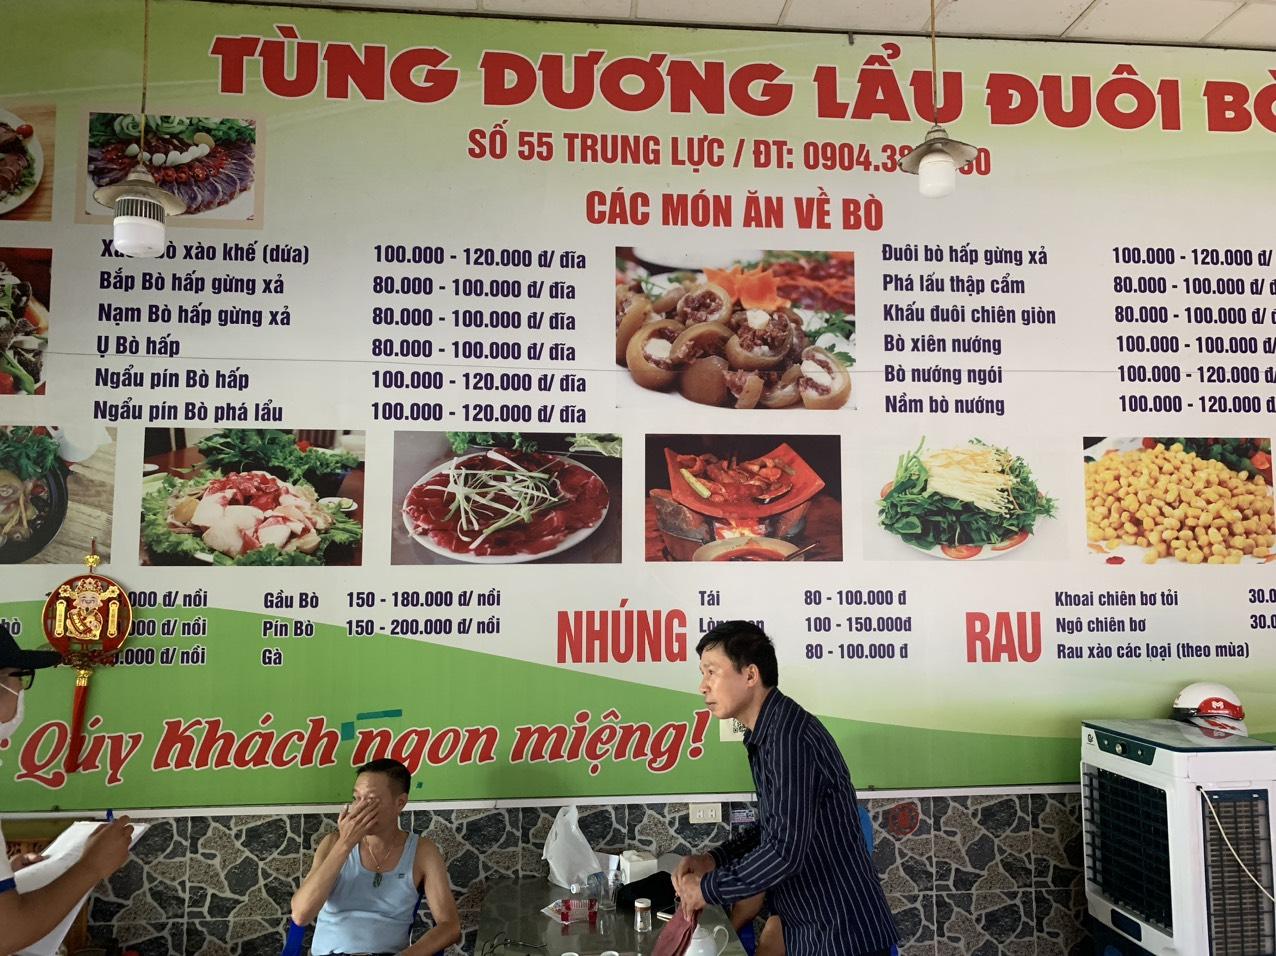 TÙNG DƯƠNG LẨU ĐUÔI BÒ
SỐ 55 TRUNG LỰC / ĐT: 0904.3
CÁC MÓN ĂN VỀ BÒ
xào khế (dứa) 100.000 - 120.000 đ/ đĩa
Bắp Bò hấp gừng xả 80.000 - 100.000 đ/ đĩa
Nạm Bò hấp gừng xả 80.000 - 100.000 đ/ đĩa
Ụ Bò hấp 80.000 - 100.000 đ/ đĩa
Ngẩu pín Bò hấp 100.000 - 120.000 đ/ đĩa
Ngẩu pín Bò phá lẩu 100.000 - 120.000 đ/ đĩa
Đuôi bò hấp gừng xả 100.000 - 120.000 đ/
Phá lấu thập cẩm 80.000 - 100.000 đ/
Khấu đuôi chiên giòn 80.000 - 100.000 đ/
Bò xiên nướng 100.000 - 100.000 đ/
Bò nướng ngói 100.000 - 120.000 đ/
Nầm bò nướng 100.000 - 120.000 đ/
đ/ nồi
đ/ nồi
đ/ nồi
Gầu Bò 150 - 180.000 đ/ nồi
Pín Bò 150 - 200.000 đ/ nồi
Gà
NHÚNG
Tái 80 - 100.000 đ
100 - 150.000đ
80 - 100.000 đ
RAU
Khoai chiên bơ tỏi 30.0
Ngô chiên bơ 30.0
Rau xào các loại (theo mùa)
Qúy Khách ngon miệng!